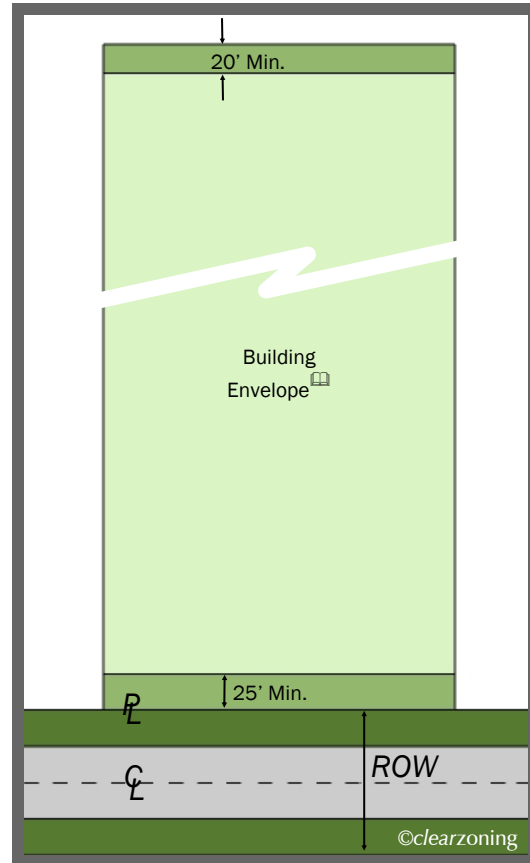 20’ Min.
Building
Envelope
25’ Min.
PL
ROW
CL
©clearzoning